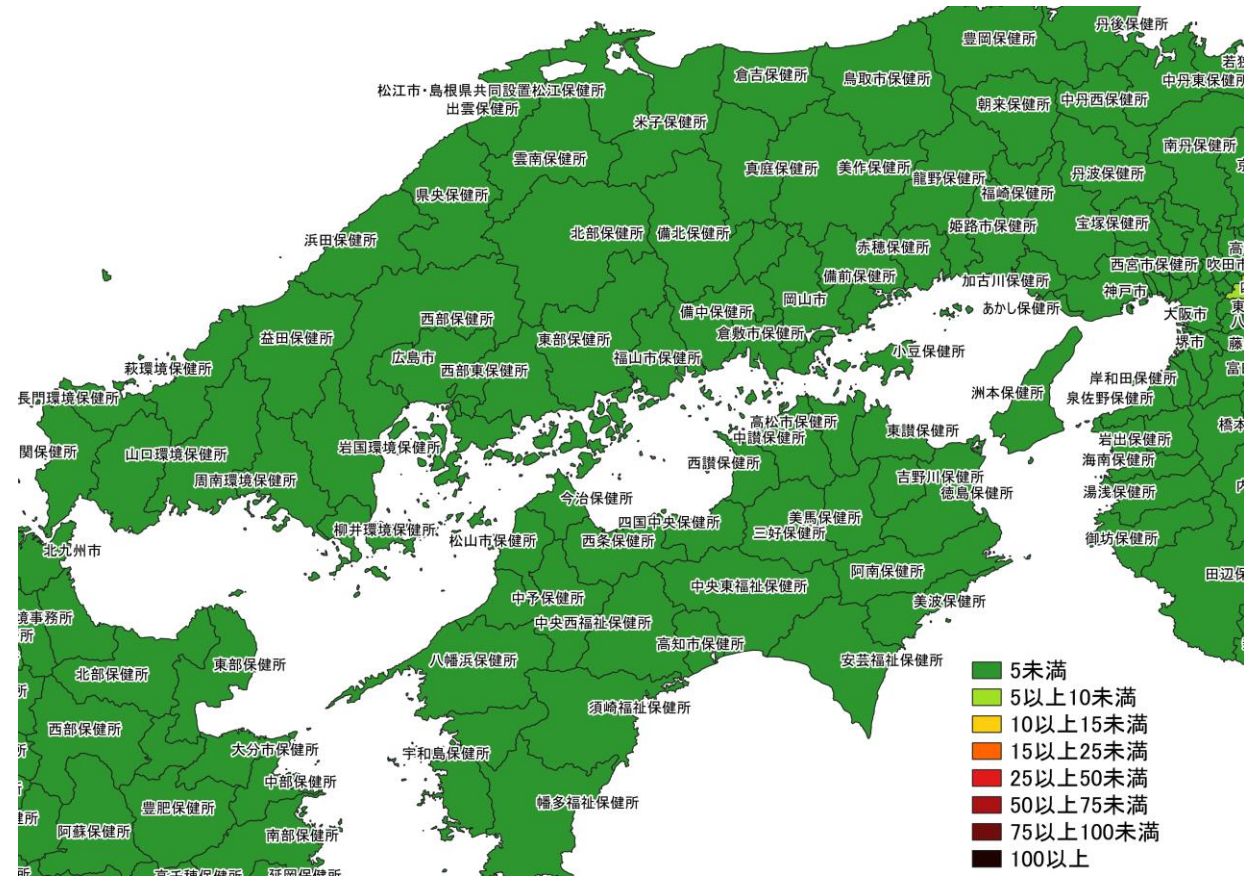 丹後保健所
豊岡保健所
若狭
倉吉保健所
鳥取市保健所
中丹東保健所
松江市・島根県共同設置松江保健所
出雲保健所
朝来保健所
中丹西保健所
米子保健所
南丹保健所
雲南保健所
真庭保健所
美作保健所
龍野保健所
丹波保健所
県央保健所
福崎保健所
浜田保健所
北部保健所
備北保健所
姫路市保健所
宝塚保健所
赤穂保健所
高
西宮市保健所
吹田市
備前保健所
加古川保健所
神戸市
岡山市
あかし保健所
備中保健所
大阪市
東
八
西部保健所
倉敷市保健所
益田保健所
東部保健所
堺市
藤
広島市
福山市保健所
小豆保健所
萩環境保健所
西部東保健所
富田
岸和田保健所
長門環境保健所
洲本保健所
泉佐野保健所
高松市保健所
橋本
中讃保健所
東讃保健所
岩出保健所
関保健所
山口環境保健所
岩国環境保健所
西讃保健所
海南保健所
周南環境保健所
吉野川保健所
徳島保健所
湯浅保健所
今治保健所
四国中央保健所
美馬保健所
柳井環境保健所
松山市保健所
西条保健所
三好保健所
御坊保健所
北九州市
阿南保健所
田辺保
中央東福祉保健所
中予保健所
美波保健所
境事務所
中央西福祉保健所
所
高知市保健所
東部保健所
八幡浜保健所
安芸福祉保健所
北部保健所
5未満
所
5以上10未満
須崎福祉保健所
西部保健所
10以上15未満
大分市保健所
宇和島保健所
15以上25未満
中部保健所
25以上50未満
豊肥保健所
幡多福祉保健所
50以上75未満
阿蘇保健所
南部保健所
75以上100未満
100以上
高千穂保健所
延岡保健所